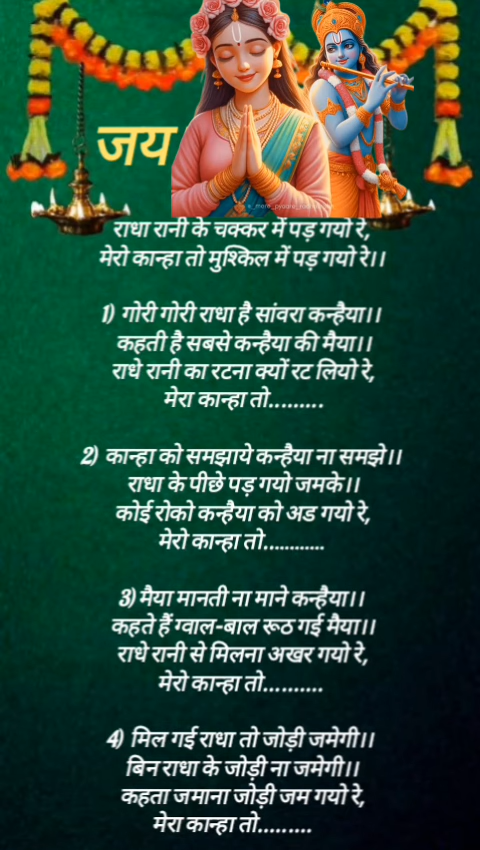 जय
राधा रानी के चक्कर में पड़ गयो रे,
मेरो कान्हा तो मुश्किल में पड़ गयो रे।।
1) गोरी गोरी राधा है सांवरा कन्हैया।।
कहती है सबसे कन्हैया की मैया।।
राधे रानी का रटना क्यों रट लियो रे,
मेरा कान्हा तो.........
2) कान्हा को समझाये कन्हैया ना समझे।।
राधा के पीछे पड़ गयो जमके।।
कोई रोको कन्हैया को अड गयो रे,
मेरो कान्हा तो............
3) मैया मानती ना माने कन्हैया।।
कहते हैं ग्वाल-बाल रूठ गई मैया।।
राधे रानी से मिलना अखर गयो रे,
मेरो कान्हा तो..........
4) मिल गई राधा तो जोड़ी जमेगी।।
बिन राधा के जोड़ी ना जमेगी।।
कहता जमाना जोड़ी जम गयो रे,
मेरा कान्हा तो.........